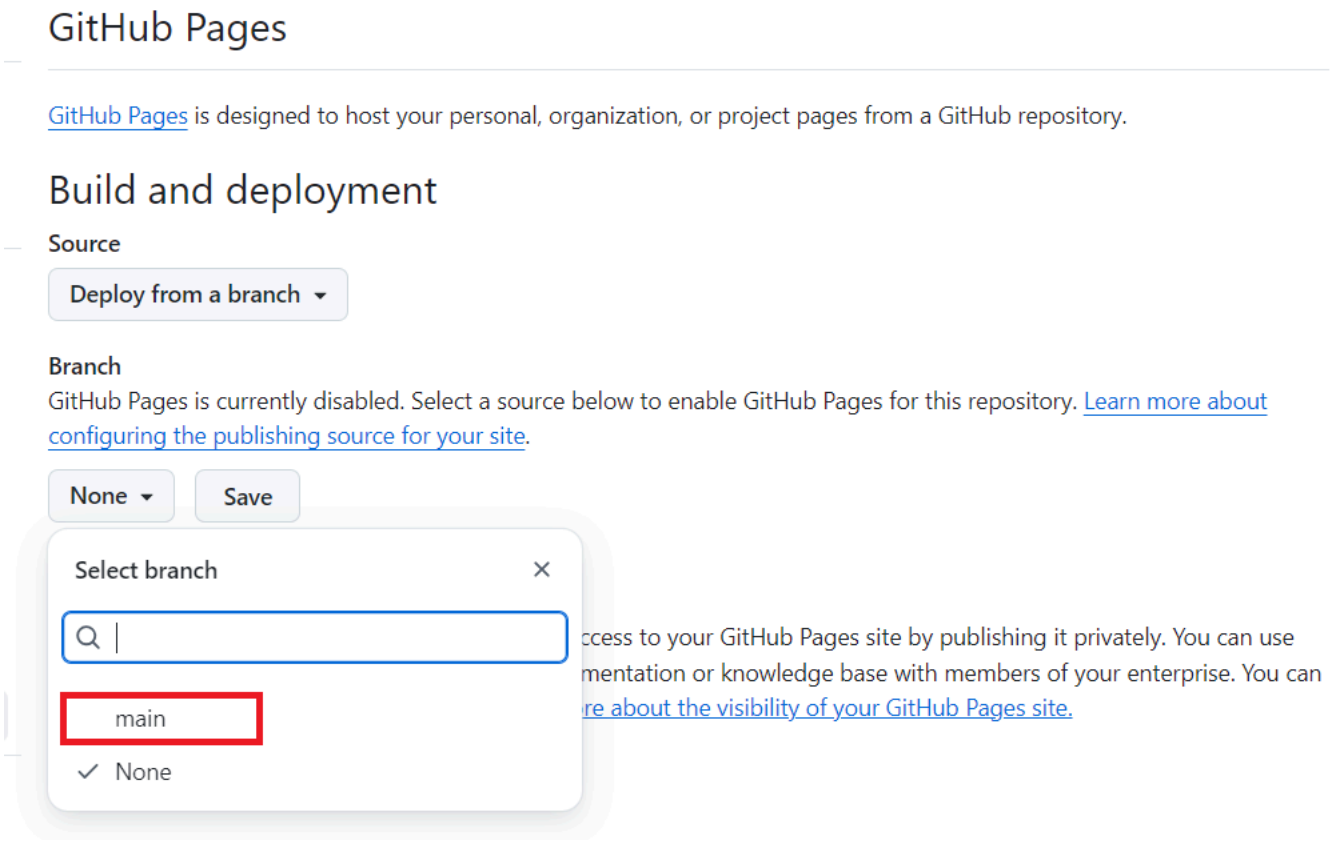 GitHub Pages
GitHub Pages is designed to host your personal, organization, or project pages from a GitHub repository.
Build and deployment
Source
Deploy from a branch
Branch
GitHub Pages is currently disabled. Select a source below to enable GitHub Pages for this repository. Learn more about
configuring the publishing source for your site.
None
Save
Select branch
main
None
access to your GitHub Pages site by publishing it privately. You can use
mentation or knowledge base with members of your enterprise. You can
re about the visibility of your GitHub Pages site.